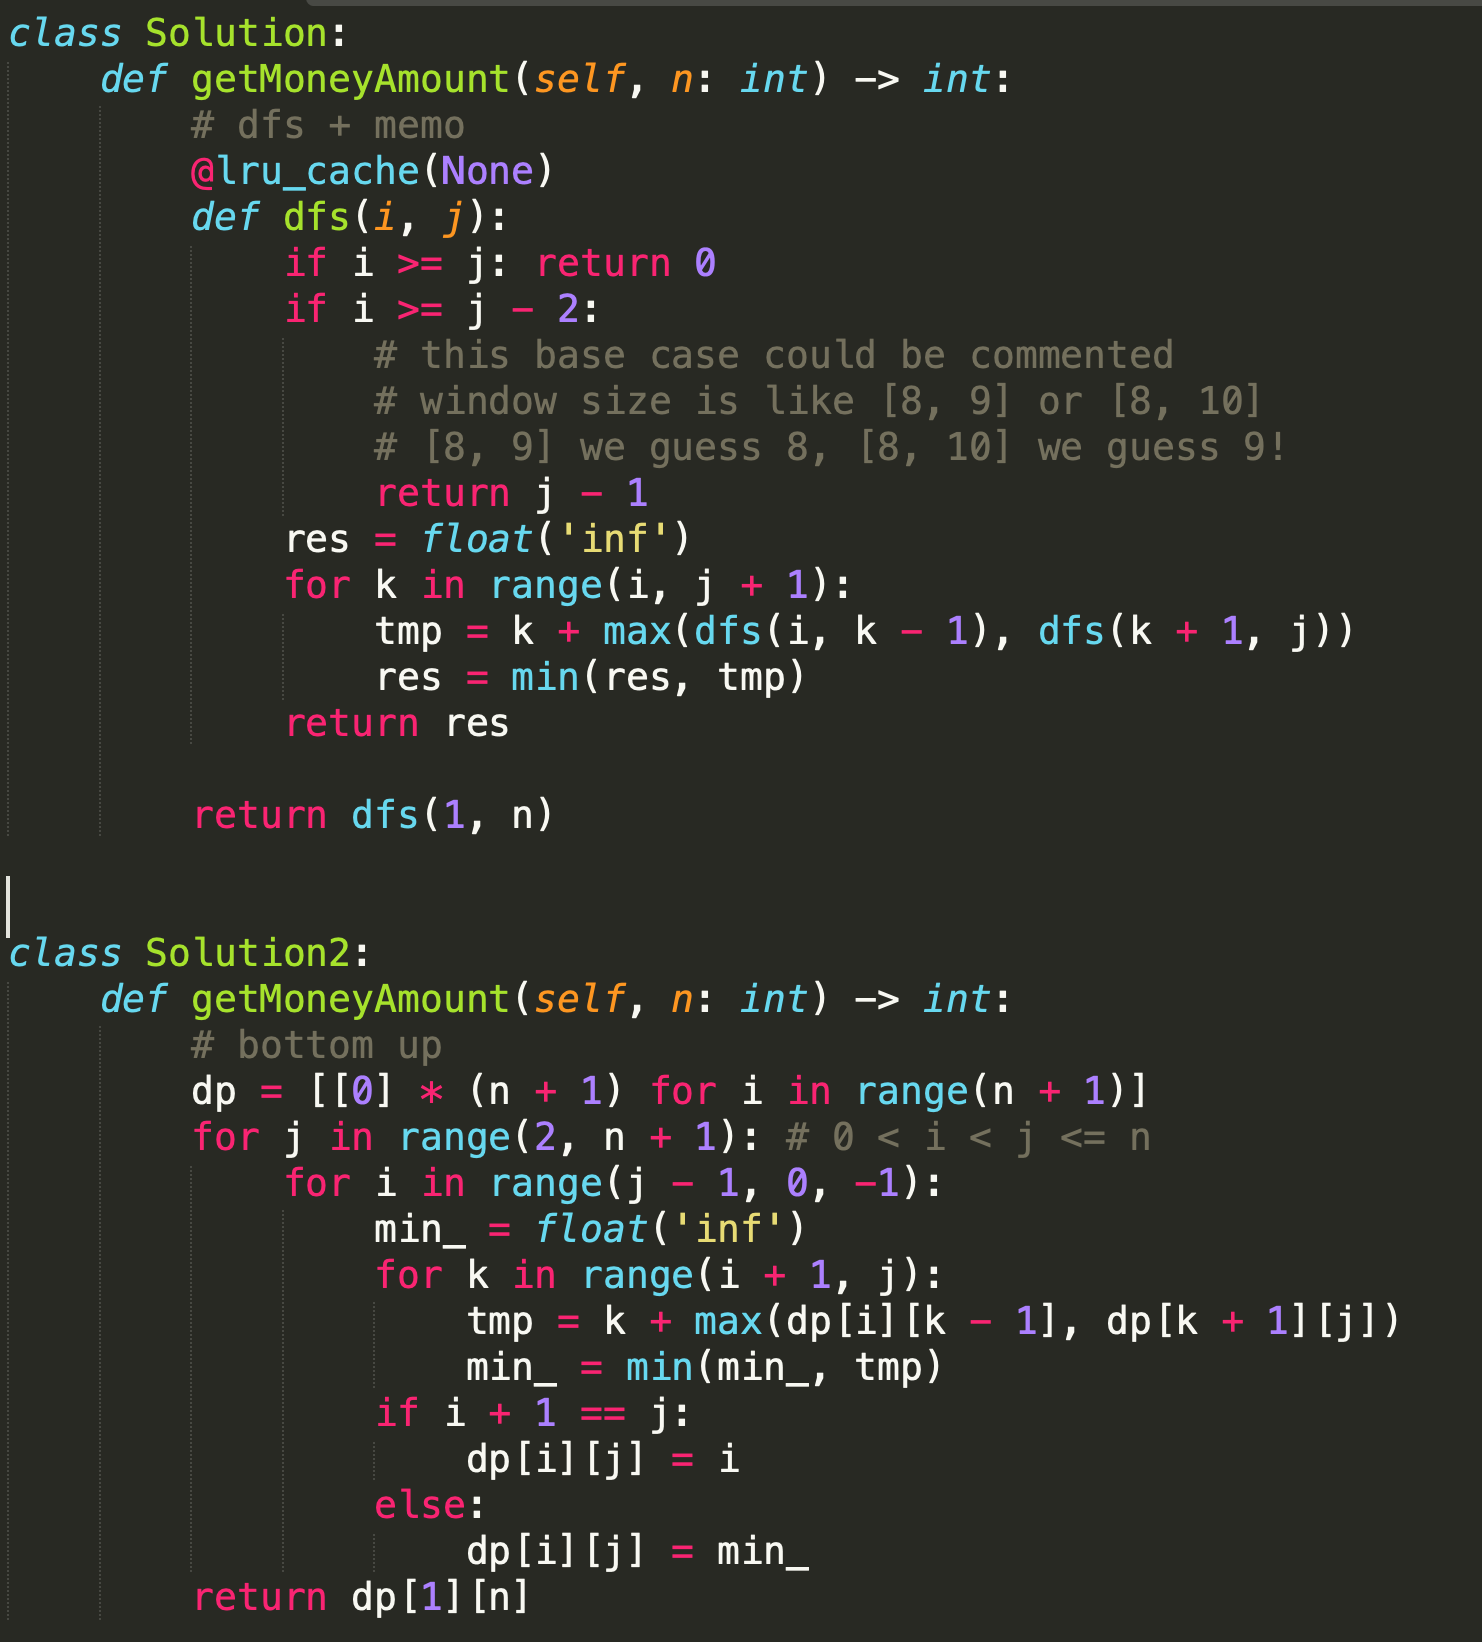 class Solution:
    def getMoneyAmount(self, n: int) -> int:
        # dfs + memo
        @lru_cache(None)
        def dfs(i, j):
            if i >= j: return 0
            if i >= j - 2:
                # this base case could be commented
                # window size is like [8, 9] or [8, 10]
                # [8, 9] we guess 8, [8, 10] we guess 9!
                return j - 1
            res = float('inf')
            for k in range(i, j + 1):
                tmp = k + max(dfs(i, k - 1), dfs(k + 1, j))
                res = min(res, tmp)
            return res

        return dfs(1, n)


class Solution2:
    def getMoneyAmount(self, n: int) -> int:
        # bottom up
        dp = [[0] * (n + 1) for i in range(n + 1)]
        for j in range(2, n + 1): # 0 < i < j <= n
            for i in range(j - 1, 0, -1):
                min_ = float('inf')
                for k in range(i + 1, j):
                    tmp = k + max(dp[i][k - 1], dp[k + 1][j])
                    min_ = min(min_, tmp)
                if i + 1 == j:
                    dp[i][j] = i
                else:
                    dp[i][j] = min_
        return dp[1][n]